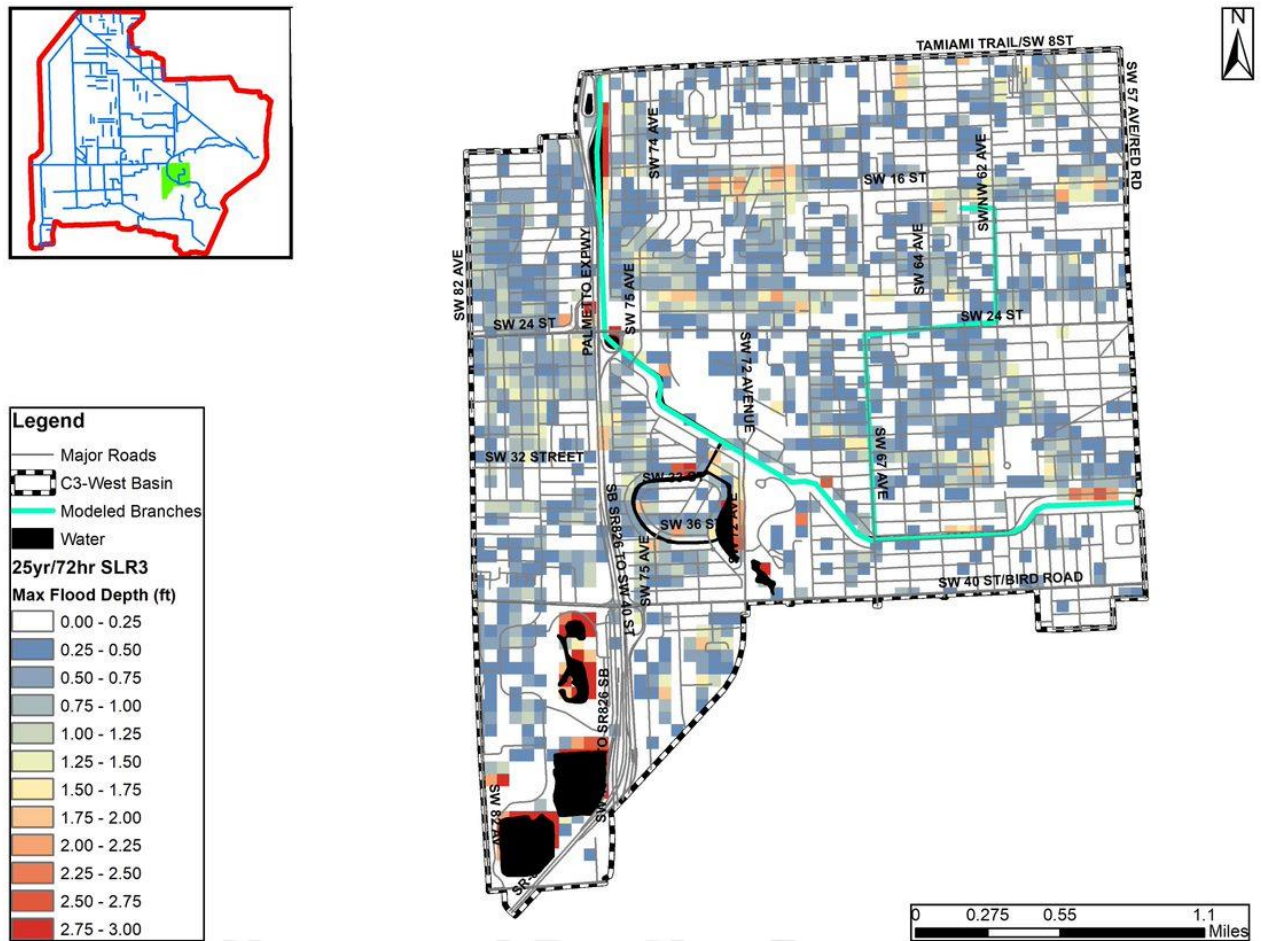 N
TAMIAMI TRAIL/SW 8ST
SW 57 AVE/RED RD
SW 74 AVE
SW/NW 62 AVE
SW 16 ST
SW 64 AVE
SW 82 AVE
PALMETTO EXPWY
SW 75 AVE
SW 24 ST
SW 24 ST
SW 72 AVENUE
SW 32 STREET
SW 67 AVE
SW 36 ST
SW 72 AVE
SB SR826 TO SW 40 ST
SW 75 AVE
SW 40 ST/BIRD ROAD
TO SR826 SB
SW 82 AV
Legend
Major Roads
C3-West Basin
Modeled Branches
Water
25yr/72hr SLR3
Max Flood Depth (ft)
0.00 - 0.25
0.25 - 0.50
0.50 - 0.75
0.75 - 1.00
1.00 - 1.25
1.25 - 1.50
1.50 - 1.75
1.75 - 2.00
2.00 - 2.25
2.25 - 2.50
2.50 - 2.75
2.75 - 3.00
0 0.275 0.55 1.1
Miles